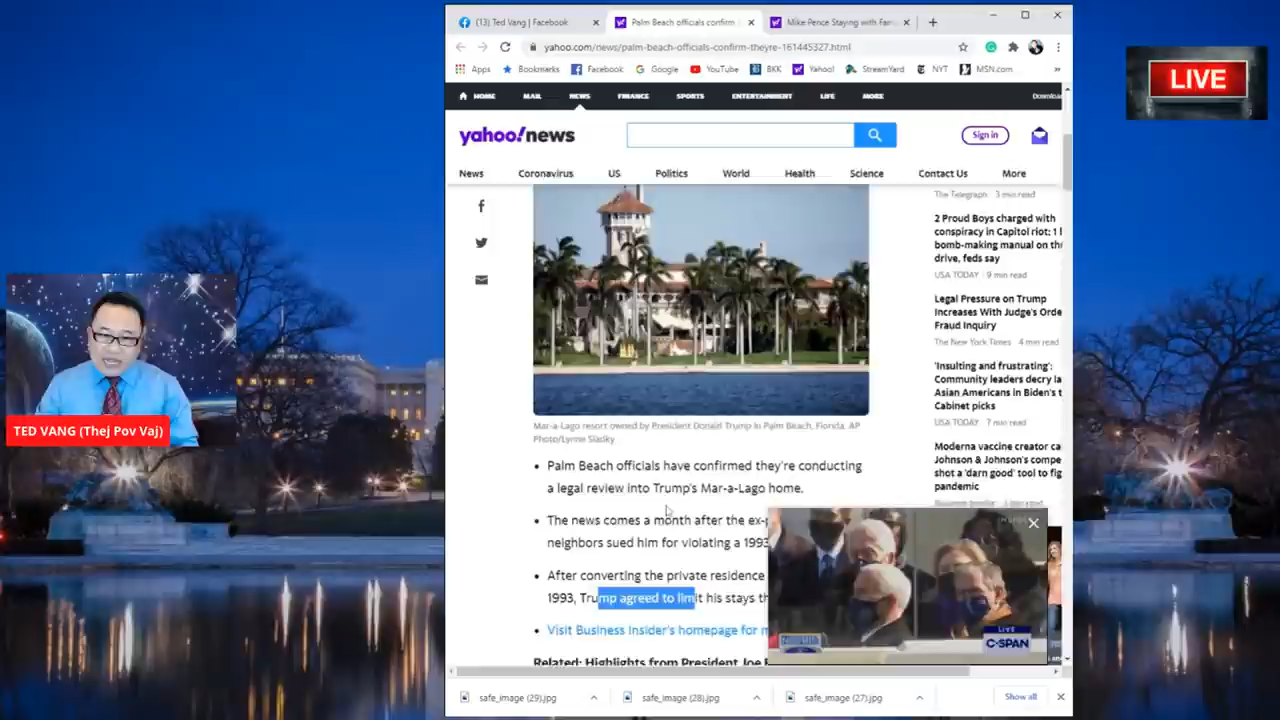 (13) Ted Vang | Facebook
Palm Beach officials confirm
Mike Pence Staying with Fam
yahoo.com/news/palm-beach-officials-confirm-theyre-161445327.html
Apps Bookmarks Facebook Google YouTube BKK Yahoo! StreamYard NYT MSN.com »
HOME MAIL NEWS FINANCE SPORTS ENTERTAINMENT LIFE MORE
LIVE
yahoo!news
Sign in
News Coronavirus US Politics World Health Science Contact Us More
The Telegraph 3 min read
2 Proud Boys charged with
conspiracy in Capitol riot: 1
bomb-making manual on th
drive, feds say
USA TODAY 9 min read
Legal Pressure on Trump
Increases With Judge's Orde
Fraud Inquiry
The New York Times 4 min read
'Insulting and frustrating':
Community leaders decry la
Asian Americans in Biden's t
Cabinet picks
USA TODAY 7 min read
Moderna vaccine creator ca
Johnson & Johnson's compe
shot a 'darn good' tool to fig
pandemic
TED VANG (Thej Pov Vaj)
Mar-a-Lago resort owned by President Donald Trump in Palm Beach, Florida. AP
Photo/Lynne Sladky
• Palm Beach officials have confirmed they're conducting
a legal review into Trump's Mar-a-Lago home.
• The news comes a month after the ex-p
neighbors sued him for violating a 1993
• After converting the private residence
1993, Trump agreed to limit his stays th
• Visit Business Insider's homepage for m
Related: Highlights from President Joe
LIVE
C-SPAN
safe_image (29).jpg
safe_image (28).jpg
safe_image (27).jpg
Show all